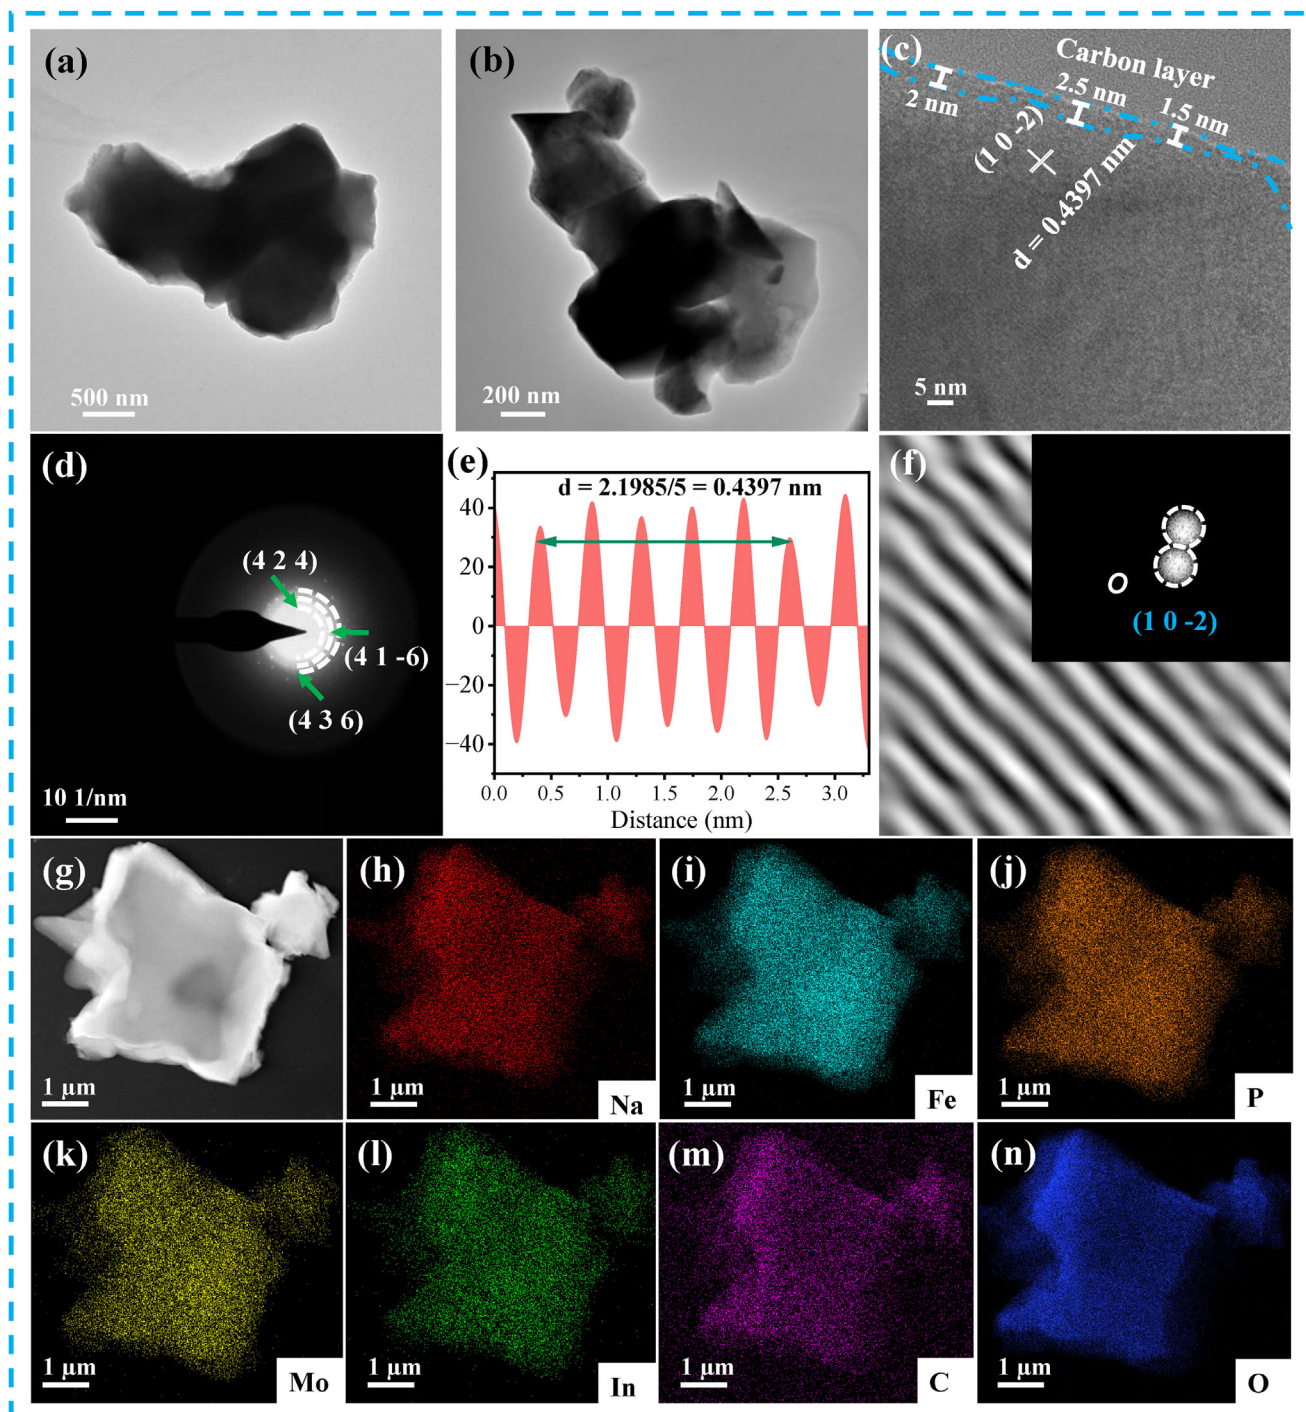 (a)
500 nm
(b)
200 nm
(c)
Carbon layer
2 nm
2.5 nm
1.5 nm
(1 0 -2)
d = 0.4397 nm
5 nm
(d)
(4 2 4)
(4 1 -6)
(4 3 6)
10 1/nm
(e)
d = 2.1985/5 = 0.4397 nm
40
20
0
−20
−40
0.0 0.5 1.0 1.5 2.0 2.5 3.0
Distance (nm)
(f)
O
(1 0 -2)
(g)
1 μm
(h)
1 μm
Na
(i)
1 μm
Fe
(j)
1 μm
P
(k)
1 μm
Mo
(l)
1 μm
In
(m)
1 μm
C
(n)
1 μm
O